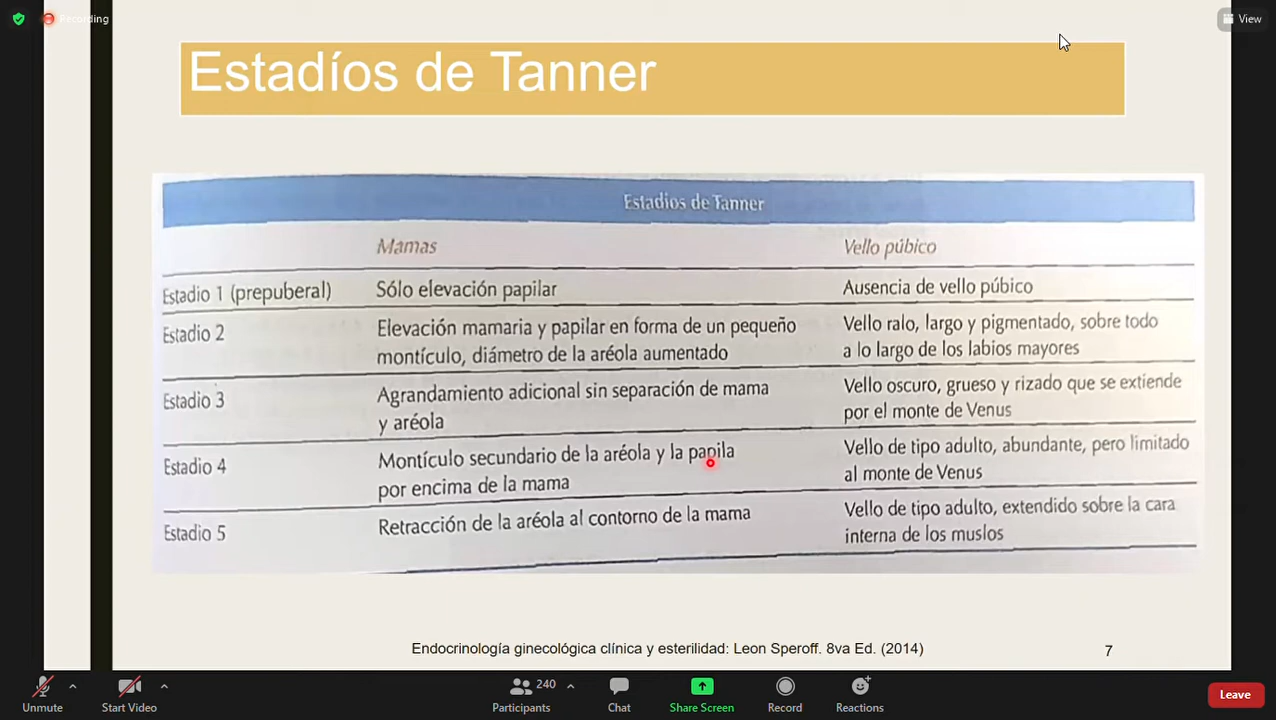 Recording
View
Estadíos de Tanner
Estadios de Tanner
Mamas Vello púbico
Estadio 1 (prepuberal) Sólo elevación papilar Ausencia de vello púbico
Estadio 2 Elevación mamaria y papilar en forma de un pequeño montículo, diámetro de la aréola aumentado Vello ralo, largo y pigmentado, sobre todo a lo largo de los labios mayores
Estadio 3 Agrandamiento adicional sin separación de mama y aréola Vello oscuro, grueso y rizado que se extiende por el monte de Venus
Estadio 4 Montículo secundario de la aréola y la papila por encima de la mama Vello de tipo adulto, abundante, pero limitado al monte de Venus
Estadio 5 Retracción de la aréola al contorno de la mama Vello de tipo adulto, extendido sobre la cara interna de los muslos
Endocrinología ginecológica clínica y esterilidad: Leon Speroff. 8va Ed. (2014)
7
Unmute
Start Video
240
Participants
Chat
Share Screen
Record
Reactions
Leave